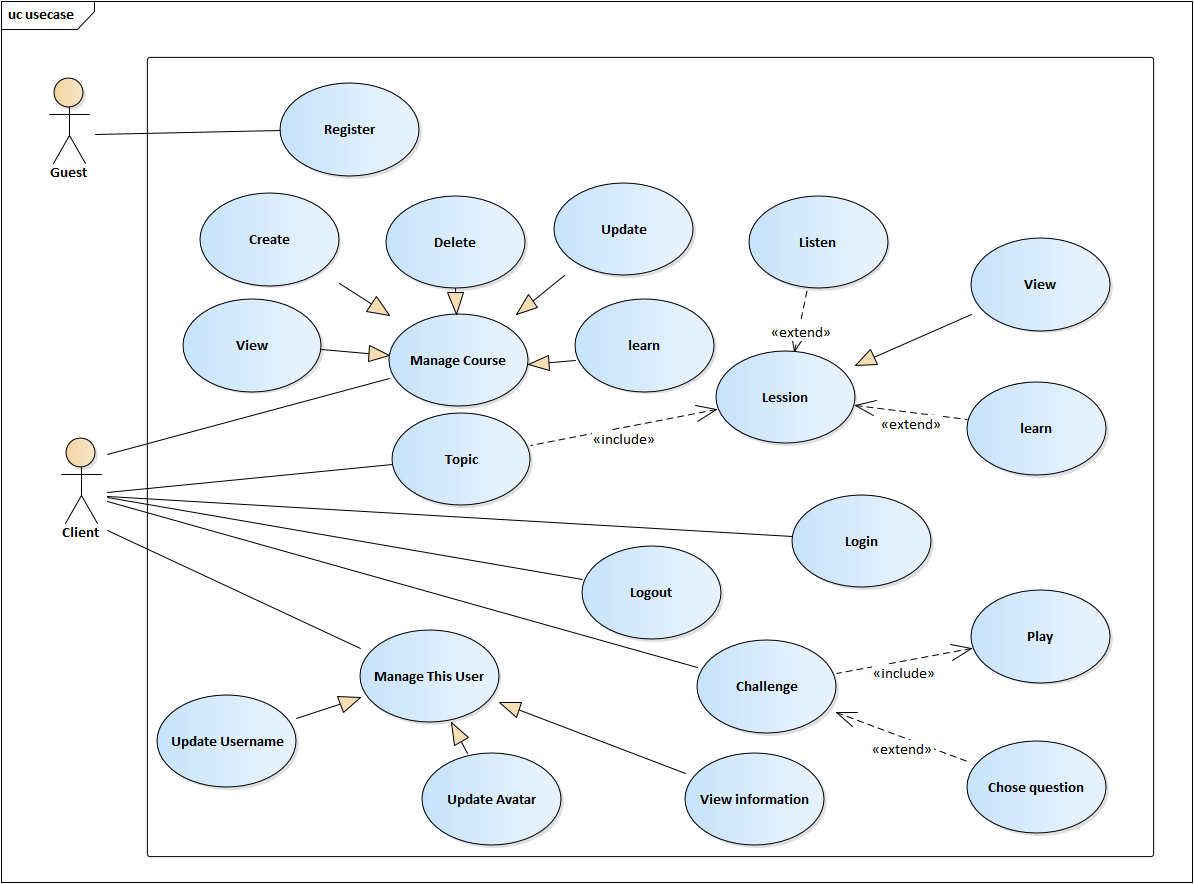 uc usecase
Guest
Register
Create
Delete
Update
Listen
View
View
Manage Course
learn
«extend»
Lession
learn
«extend»
«include»
Topic
Client
Login
Logout
Play
Manage This User
Challenge
«include»
Update Username
«extend»
Chose question
Update Avatar
View information